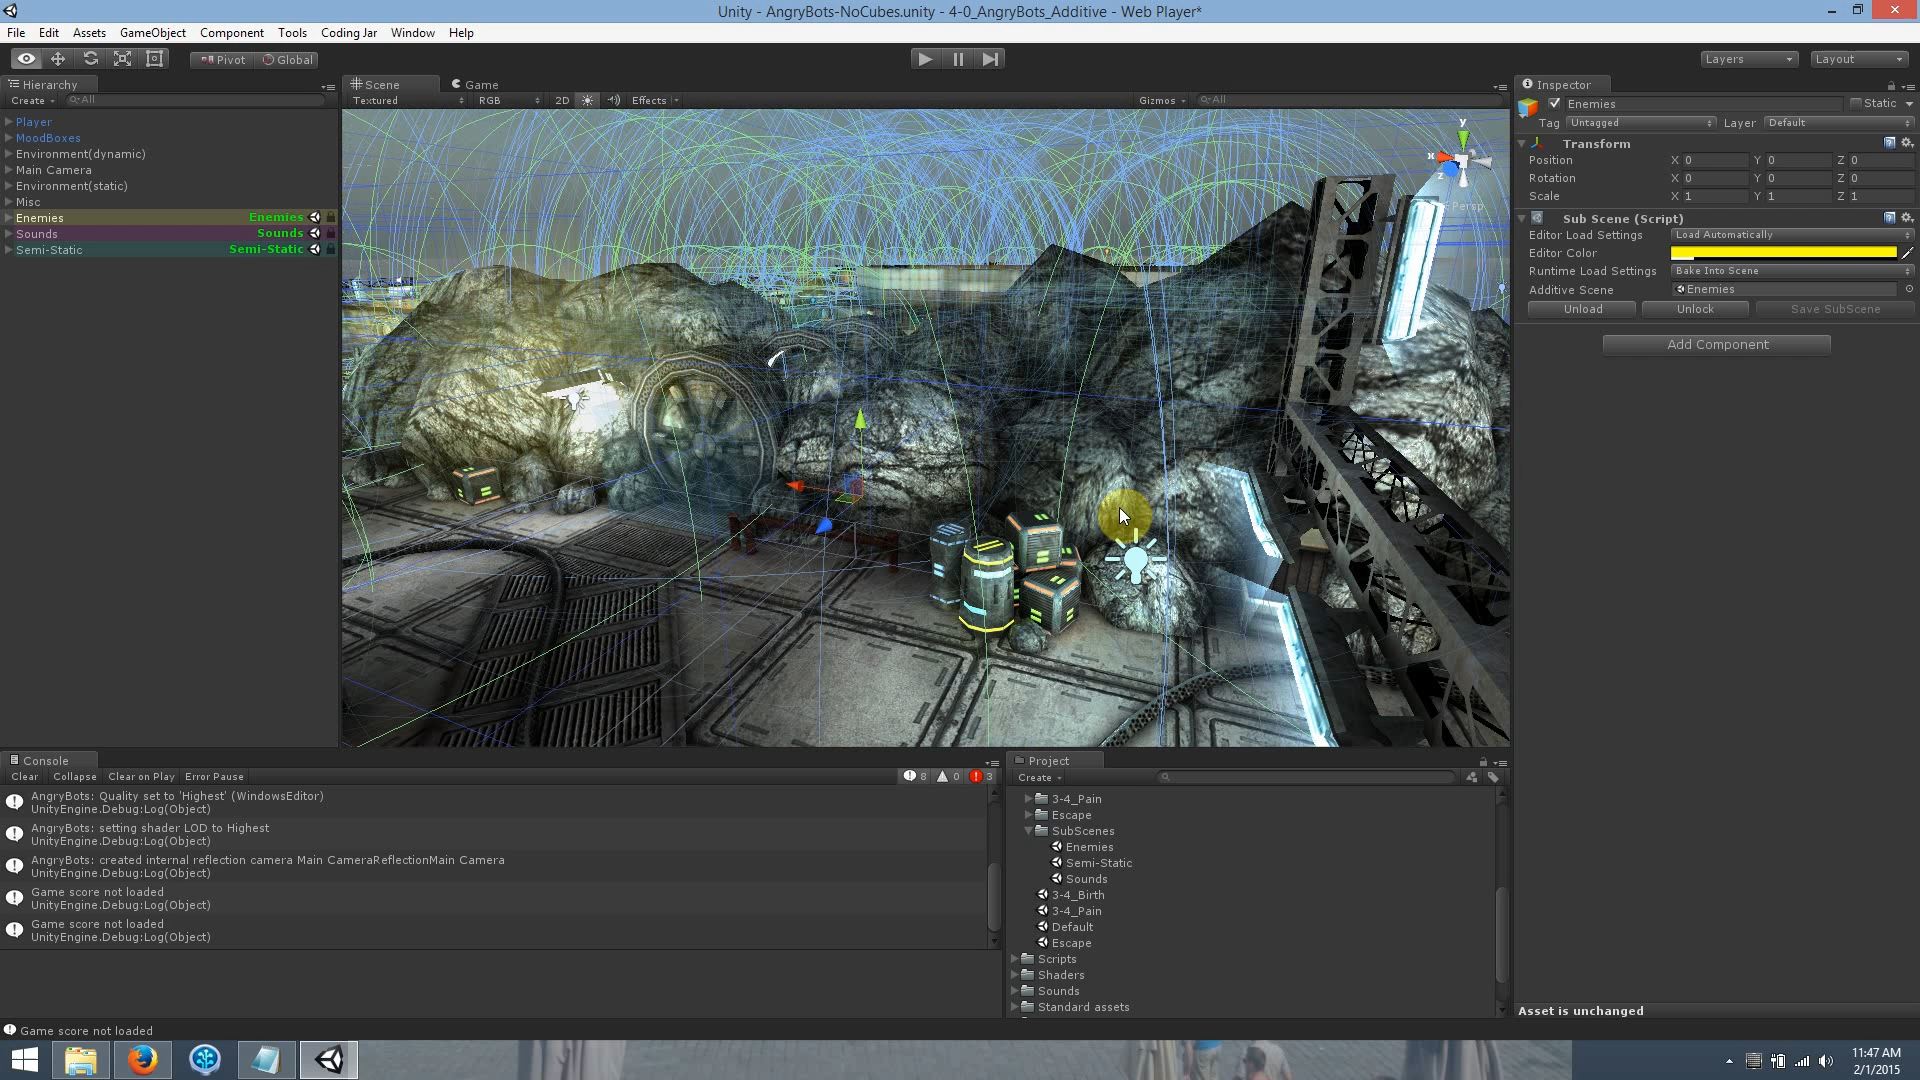 Unity - AngryBots-NoCubes.unity - 4-0_AngryBots_Additive - Web Player*
File Edit Assets GameObject Component Tools Coding Jar Window Help
Pivot Global Layers Layout
Hierarchy
Create All
Player
MoodBoxes
Environment(dynamic)
Main Camera
Environment(static)
Misc
Enemies Enemies
Sounds Sounds
Semi-Static Semi-Static
Scene Game
Textured RGB 2D Effects Gizmos All
y
x
z
Persp
Inspector
Enemies Static
Tag Untagged Layer Default
Transform
Position X 0 Y 0 Z 0
Rotation X 0 Y 0 Z 0
Scale X 1 Y 1 Z 1
Sub Scene (Script)
Editor Load Settings Load Automatically
Editor Color
Runtime Load Settings Bake Into Scene
Additive Scene Enemies
Unload Unlock Save SubScene
Add Component
Asset is unchanged
Console
Clear Collapse Clear on Play Error Pause 8 0 3
AngryBots: Quality set to 'Highest' (WindowsEditor)
UnityEngine.Debug:Log(Object)
AngryBots: setting shader LOD to Highest
UnityEngine.Debug:Log(Object)
AngryBots: created internal reflection camera Main CameraReflectionMain Camera
UnityEngine.Debug:Log(Object)
Game score not loaded
UnityEngine.Debug:Log(Object)
Game score not loaded
UnityEngine.Debug:Log(Object)
Project
Create
3-4_Pain
Escape
SubScenes
Enemies
Semi-Static
Sounds
3-4_Birth
3-4_Pain
Default
Escape
Scripts
Shaders
Sounds
Standard assets
Game score not loaded
11:47 AM
2/1/2015